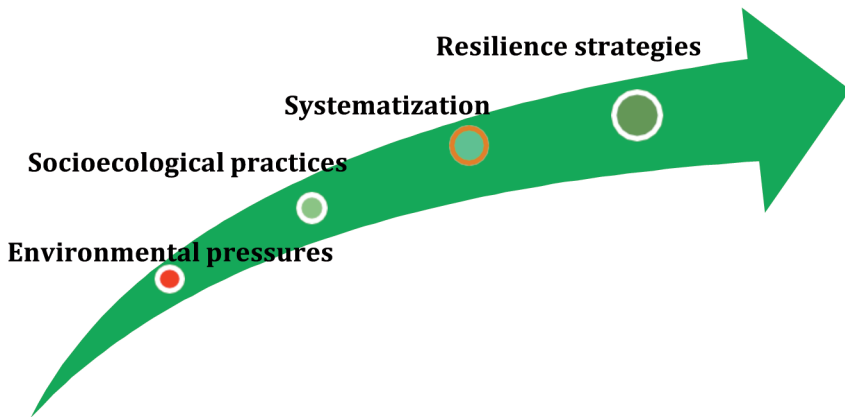 Resilience strategies
Systematization
Socioecological practices
Environmental pressures